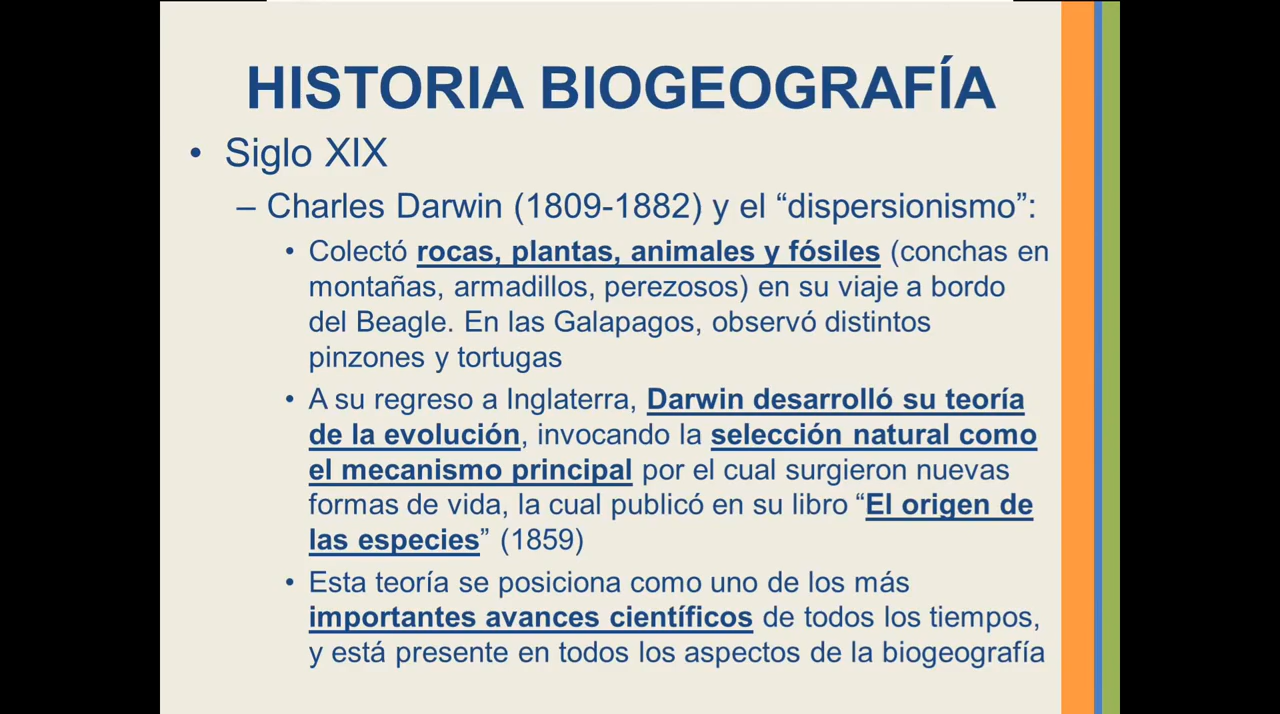 HISTORIA BIOGEOGRAFÍA
• Siglo XIX
– Charles Darwin (1809-1882) y el “dispersionismo”:
• Colectó rocas, plantas, animales y fósiles (conchas en
montañas, armadillos, perezosos) en su viaje a bordo
del Beagle. En las Galapagos, observó distintos
pinzones y tortugas
• A su regreso a Inglaterra, Darwin desarrolló su teoría
de la evolución, invocando la selección natural como
el mecanismo principal por el cual surgieron nuevas
formas de vida, la cual publicó en su libro “El origen de
las especies” (1859)
• Esta teoría se posiciona como uno de los más
importantes avances científicos de todos los tiempos,
y está presente en todos los aspectos de la biogeografía